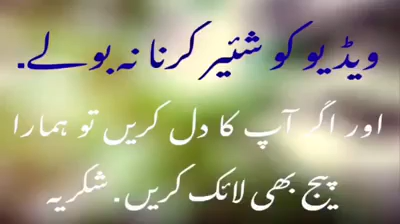 ویڈیو کو شئیر کرنا نہ بولے.
اور اگر آپ کا دل کریں تو ہمارا
پیج بھی لائک کریں. شکریہ